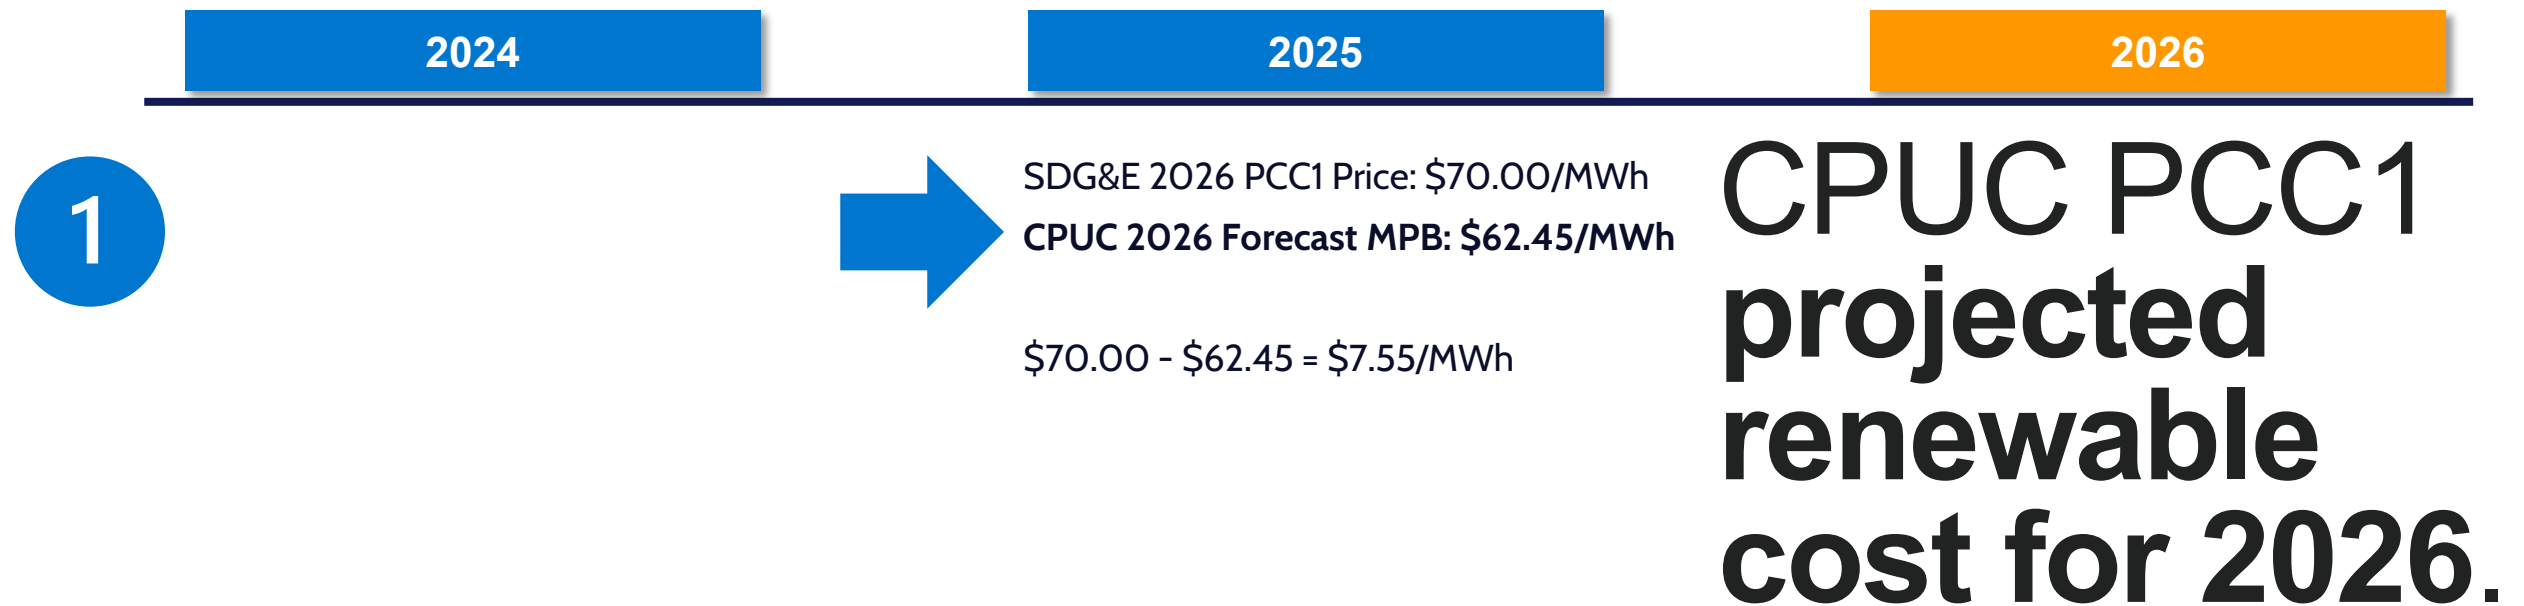 2024
2025
2026
1
SDG&E 2026 PCC1 Price: $70.00/MWh
CPUC 2026 Forecast MPB: $62.45/MWh
$70.00 - $62.45 = $7.55/MWh
CPUC PCC1
projected
renewable
cost for 2026.